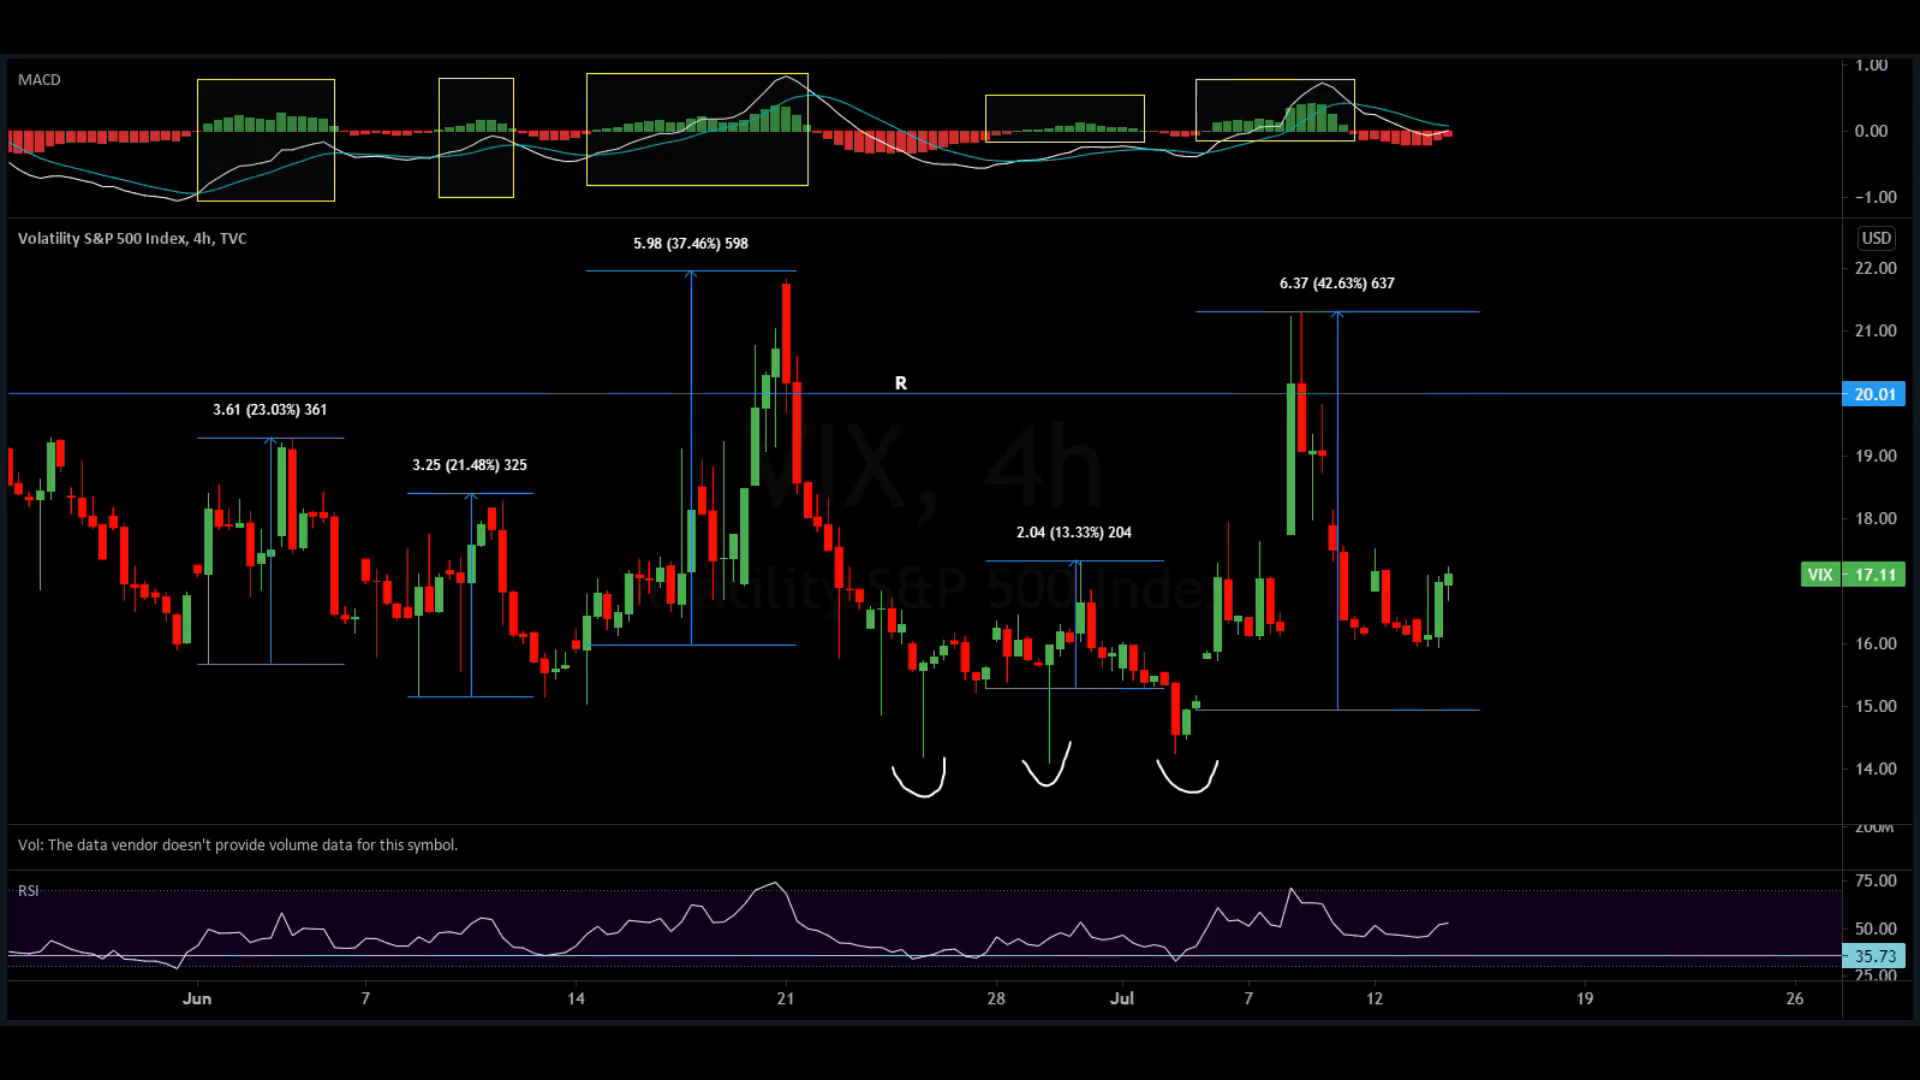 MACD
1.00
0.00
−1.00
Volatility S&P 500 Index, 4h, TVC
USD
5.98 (37.46%) 598
22.00
6.37 (42.63%) 637
21.00
R
20.01
3.61 (23.03%) 361
VIX, 4h
3.25 (21.48%) 325
19.00
18.00
2.04 (13.33%) 204
VIX 17.11
Volatility S&P 500 Index
16.00
15.00
14.00
200M
Vol: The data vendor doesn't provide volume data for this symbol.
RSI
75.00
50.00
35.73
25.00
Jun 7 14 21 28 Jul 7 12 19 26